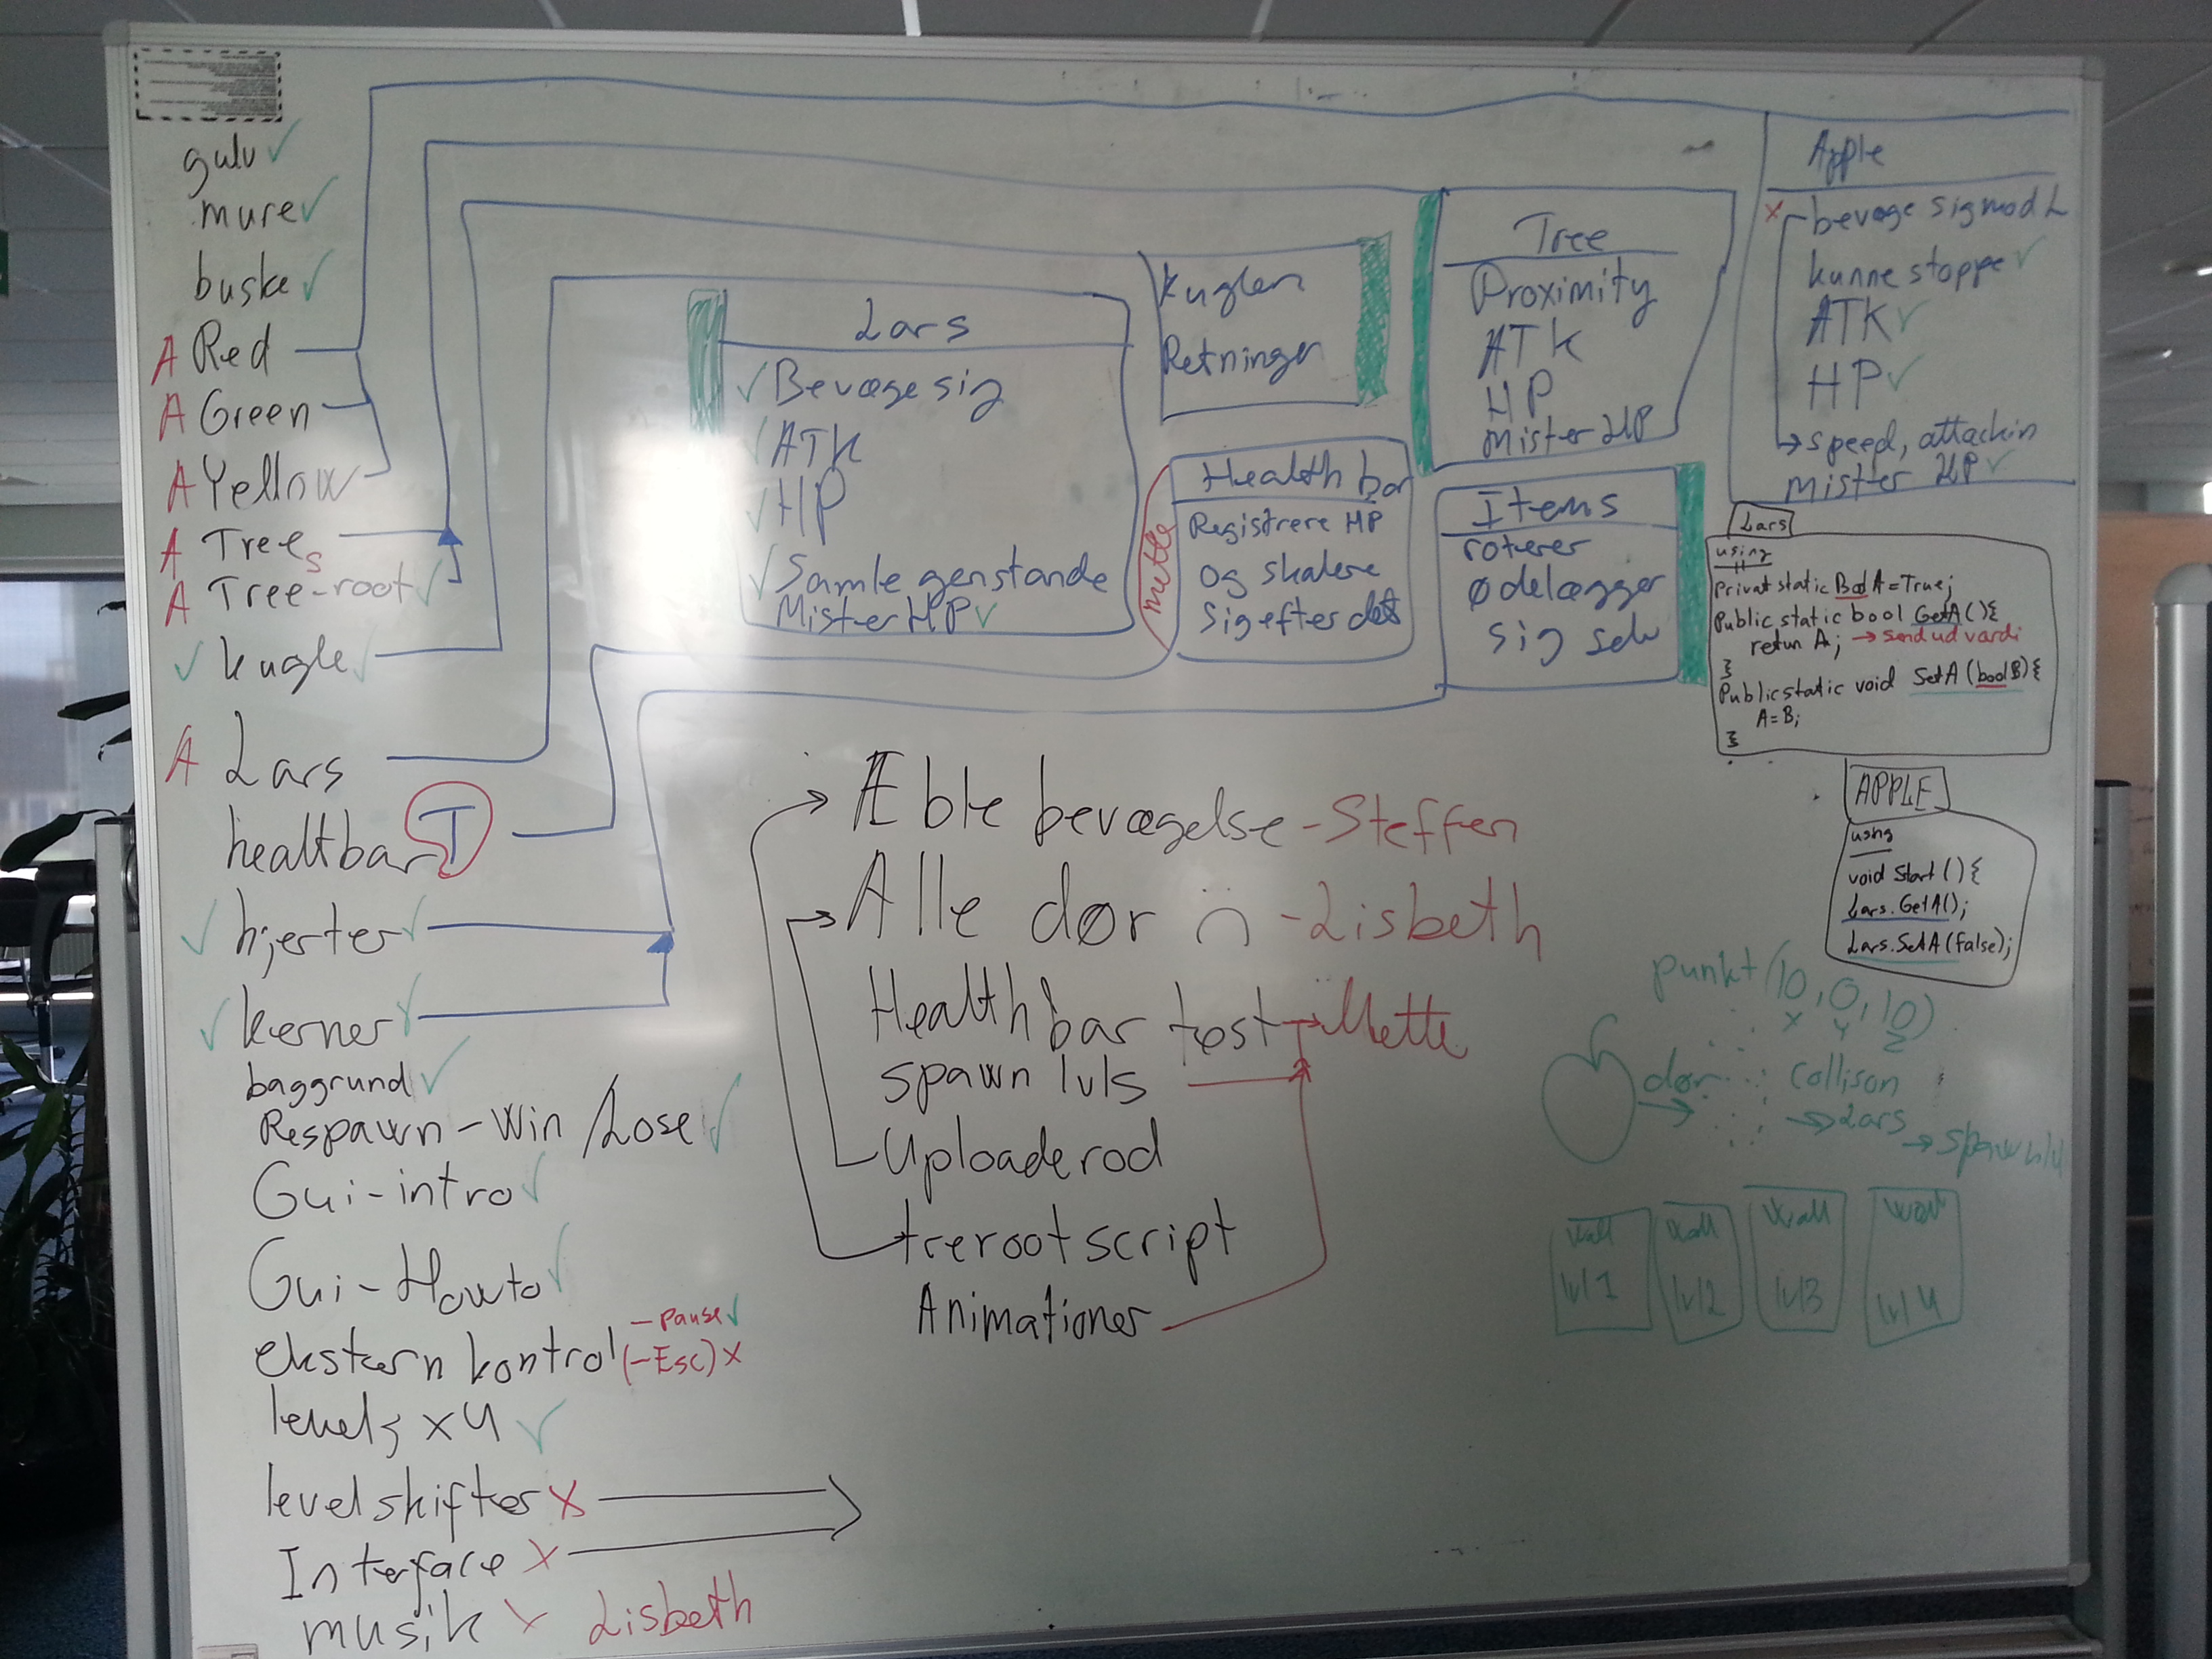 gulv ✓
mure ✓
buske ✓
A Red
A Green
A Yellow
A Trees
A Tree-root ✓
✓ kugle ✓
A Lars
healtbar T
✓ hjerter ✓
✓ kerner ✓
baggrund ✓
Respawn - Win / Lose ✓
Gui - intro ✓
Gui - Howto ✓
ekstern kontrol (-Esc) x
- pause ✓
levels x4 ✓
levelskifter x
Interface x
musik x Lisbeth
Lars
✓ Bevæge sig
✓ ATK
✓ HP
✓ Samle genstande
Mister HP ✓
Kuglen
Retninger
mette
Health bar
Registrere HP
og skalere
sig efter det
Tree
Proximity
ATK
HP
Mister HP
Items
roterer
ødelægger
sig selv
Apple
x bevæge sig mod L
kunne stoppe ✓
ATK ✓
HP ✓
→ speed, attackin
Mister HP ✓
Lars
using
Privat static Bool A = True;
Public static bool GetA(){
retun A; → send ud værdi
}
Public static void SetA (bool B){
A = B;
}
APPLE
using
void Start () {
Lars.GetA();
Lars.SetA (false);
Æble bevægelse - Steffen
Alle dør - Lisbeth
Health bar test → Mette
spawn lvls
Uploade rod
treroot script
Animationer
punkt (10, 0, 10)
x y z
dør
→
collison
→ Lars
→ spawn lvl
Wall
lvl 1
Wall
lvl 2
Wall
lvl 3
Wall
lvl 4